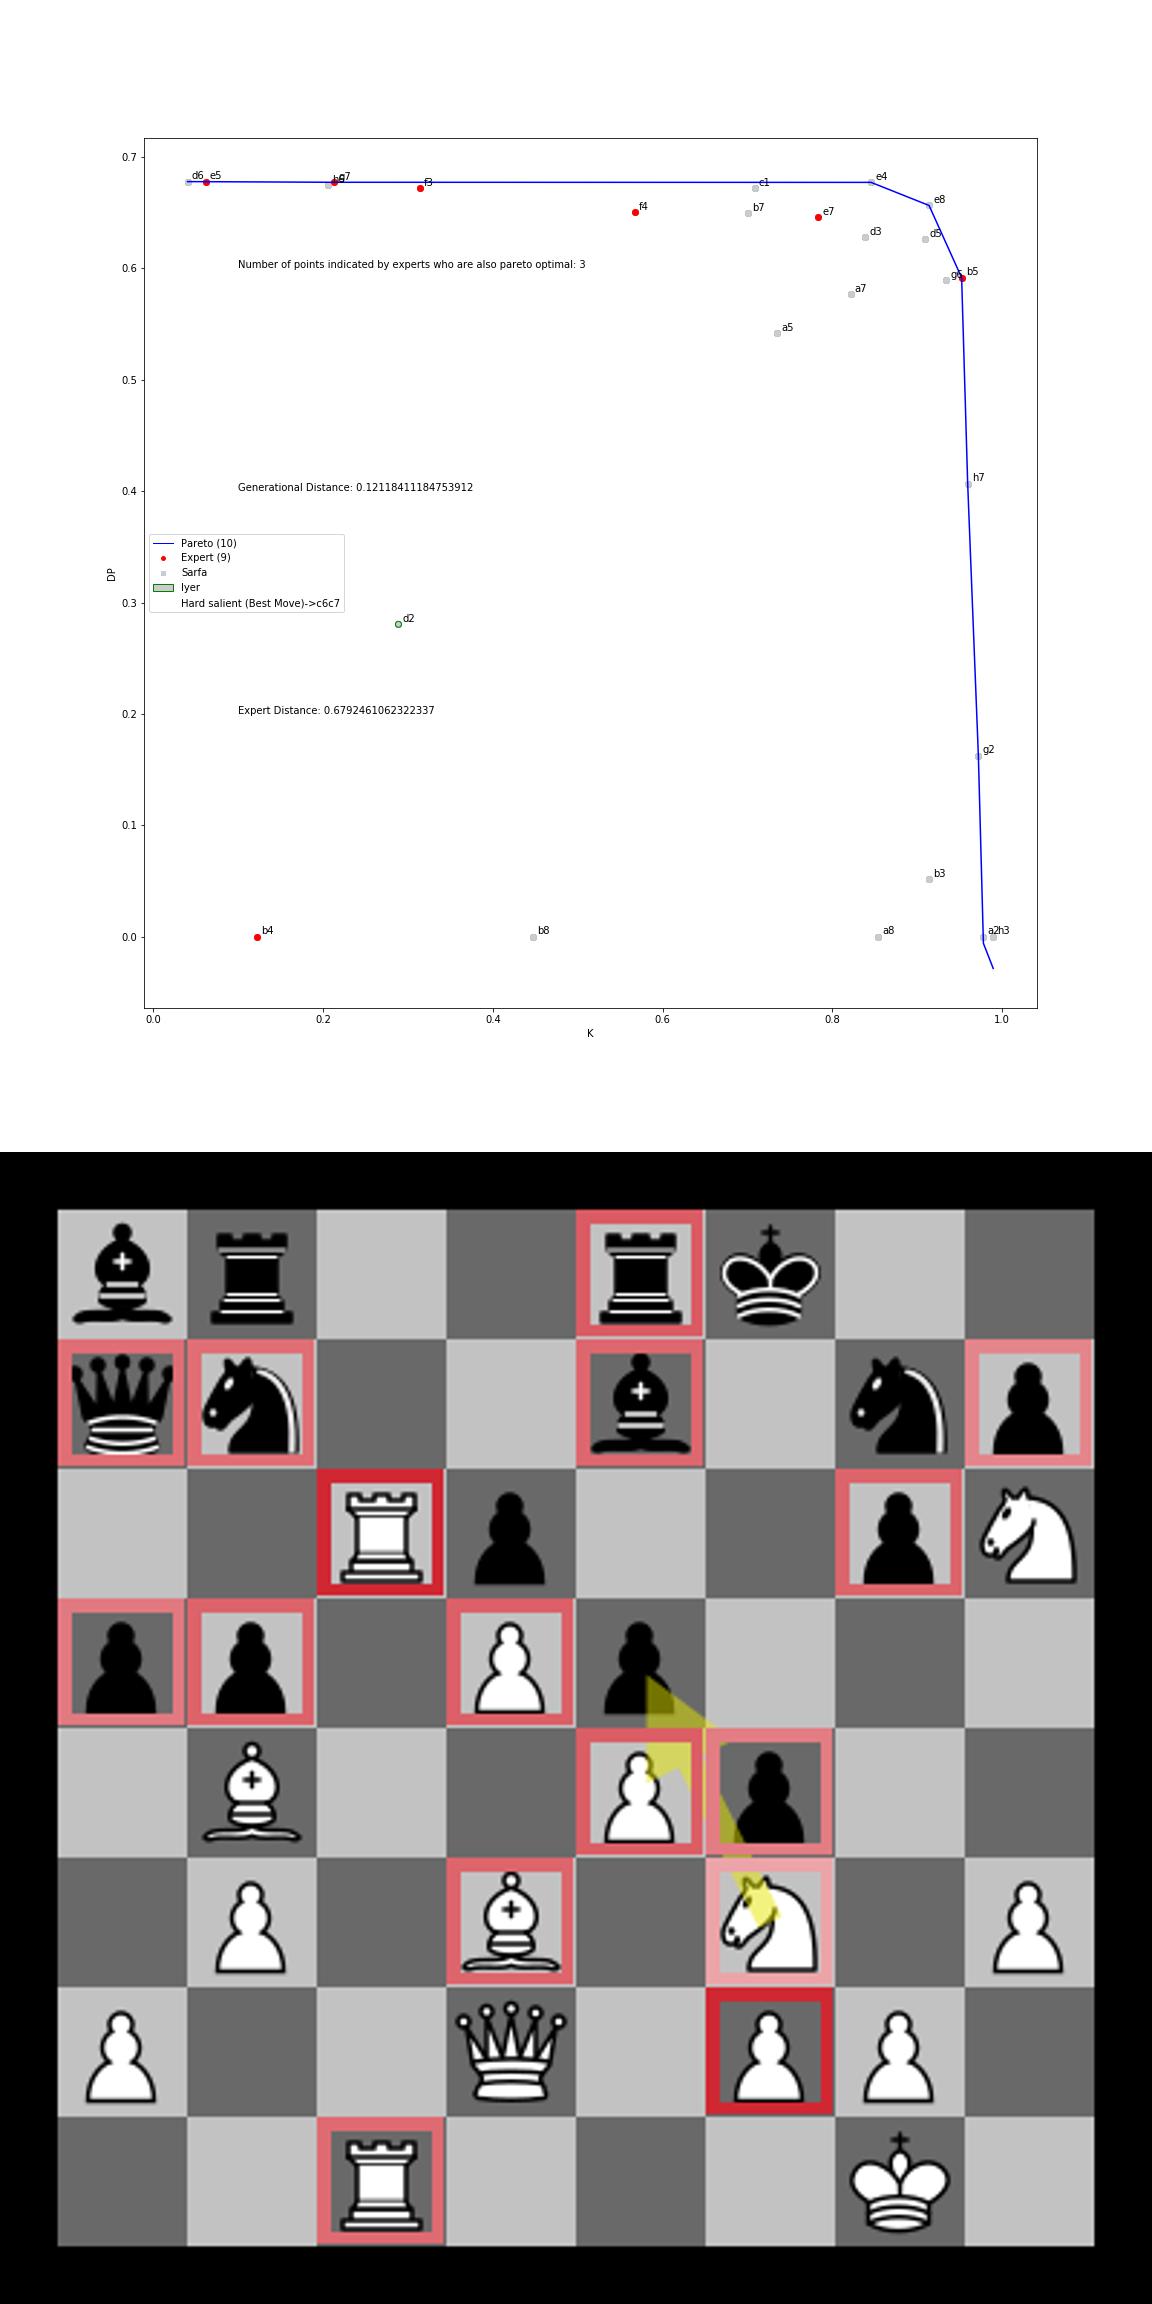 0.7
d6 e5
g7
f3
c1
e4
e8
f4
b7
e7
d3
d5
Number of points indicated by experts who are also pareto optimal: 3
0.6
g6
b5
a7
a5
0.5
h7
Generational Distance: 0.12118411184753912
0.4
Pareto (10)
Expert (9)
Sarfa
Iyer
Hard salient (Best Move)->c6c7
DP
0.3
d2
Expert Distance: 0.6792461062322337
0.2
g2
0.1
b3
0.0
b4
b8
a8
a2 h3
0.0 0.2 0.4 0.6 0.8 1.0
K